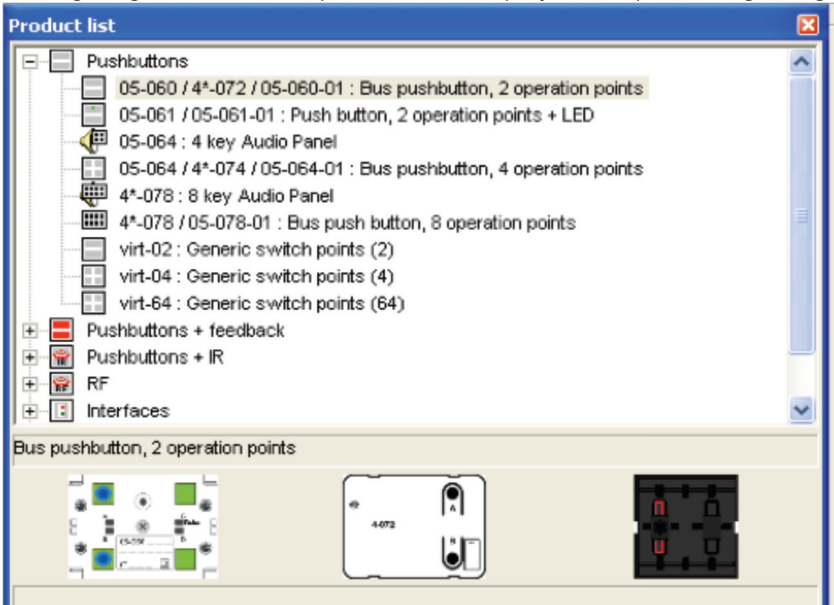 Product list
Pushbuttons
05-060 / 4*-072 / 05-060-01 : Bus pushbutton, 2 operation points
05-061 / 05-061-01 : Push button, 2 operation points + LED
05-064 : 4 key Audio Panel
05-064 / 4*-074 / 05-064-01 : Bus pushbutton, 4 operation points
4*-078 : 8 key Audio Panel
4*-078 / 05-078-01 : Bus push button, 8 operation points
virt-02 : Generic switch points (2)
virt-04 : Generic switch points (4)
virt-64 : Generic switch points (64)
Pushbuttons + feedback
IR
Pushbuttons + IR
RF
RF
Interfaces
Bus pushbutton, 2 operation points
4-072
A
B